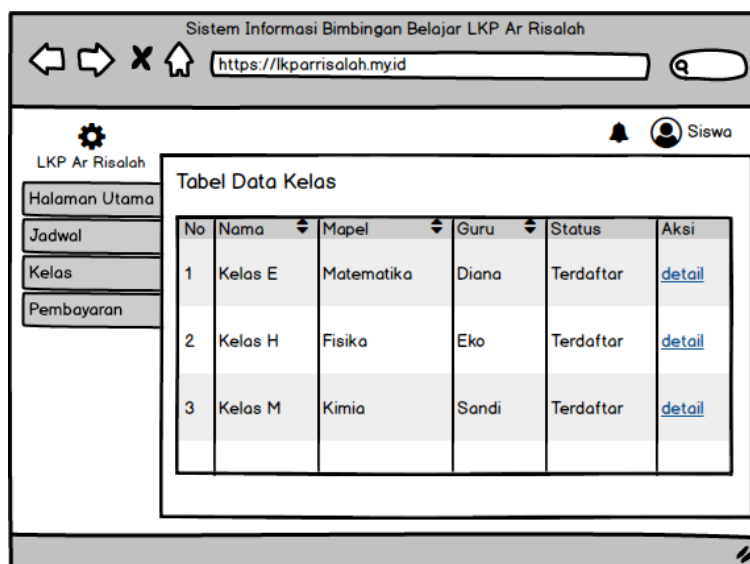 Sistem Informasi Bimbingan Belajar LKP Ar Risalah
https://lkparrisalah.my.id
Siswa
LKP Ar Risalah
Halaman Utama
Jadwal
Kelas
Pembayaran
Tabel Data Kelas
No Nama Mapel Guru Status Aksi
1 Kelas E Matematika Diana Terdaftar detail
2 Kelas H Fisika Eko Terdaftar detail
3 Kelas M Kimia Sandi Terdaftar detail